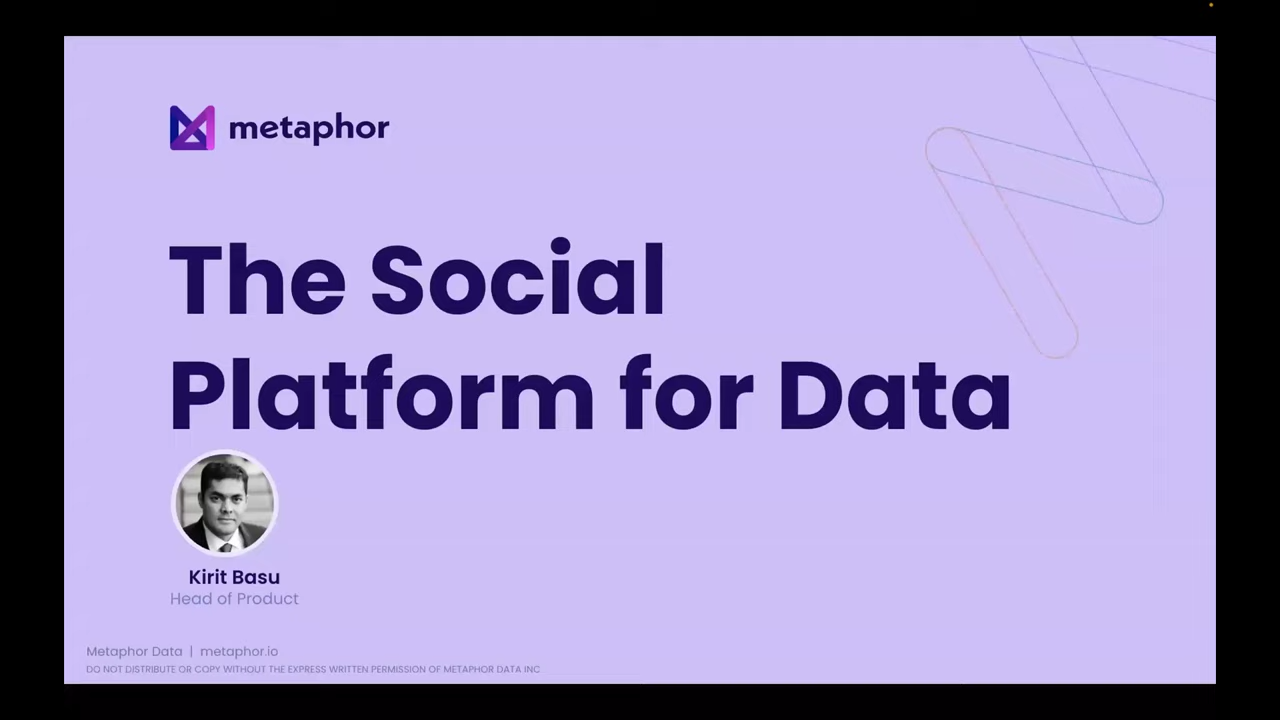 metaphor
The Social
Platform for Data
Kirit Basu
Head of Product
Metaphor Data | metaphor.io
DO NOT DISTRIBUTE OR COPY WITHOUT THE EXPRESS WRITTEN PERMISSION OF METAPHOR DATA INC